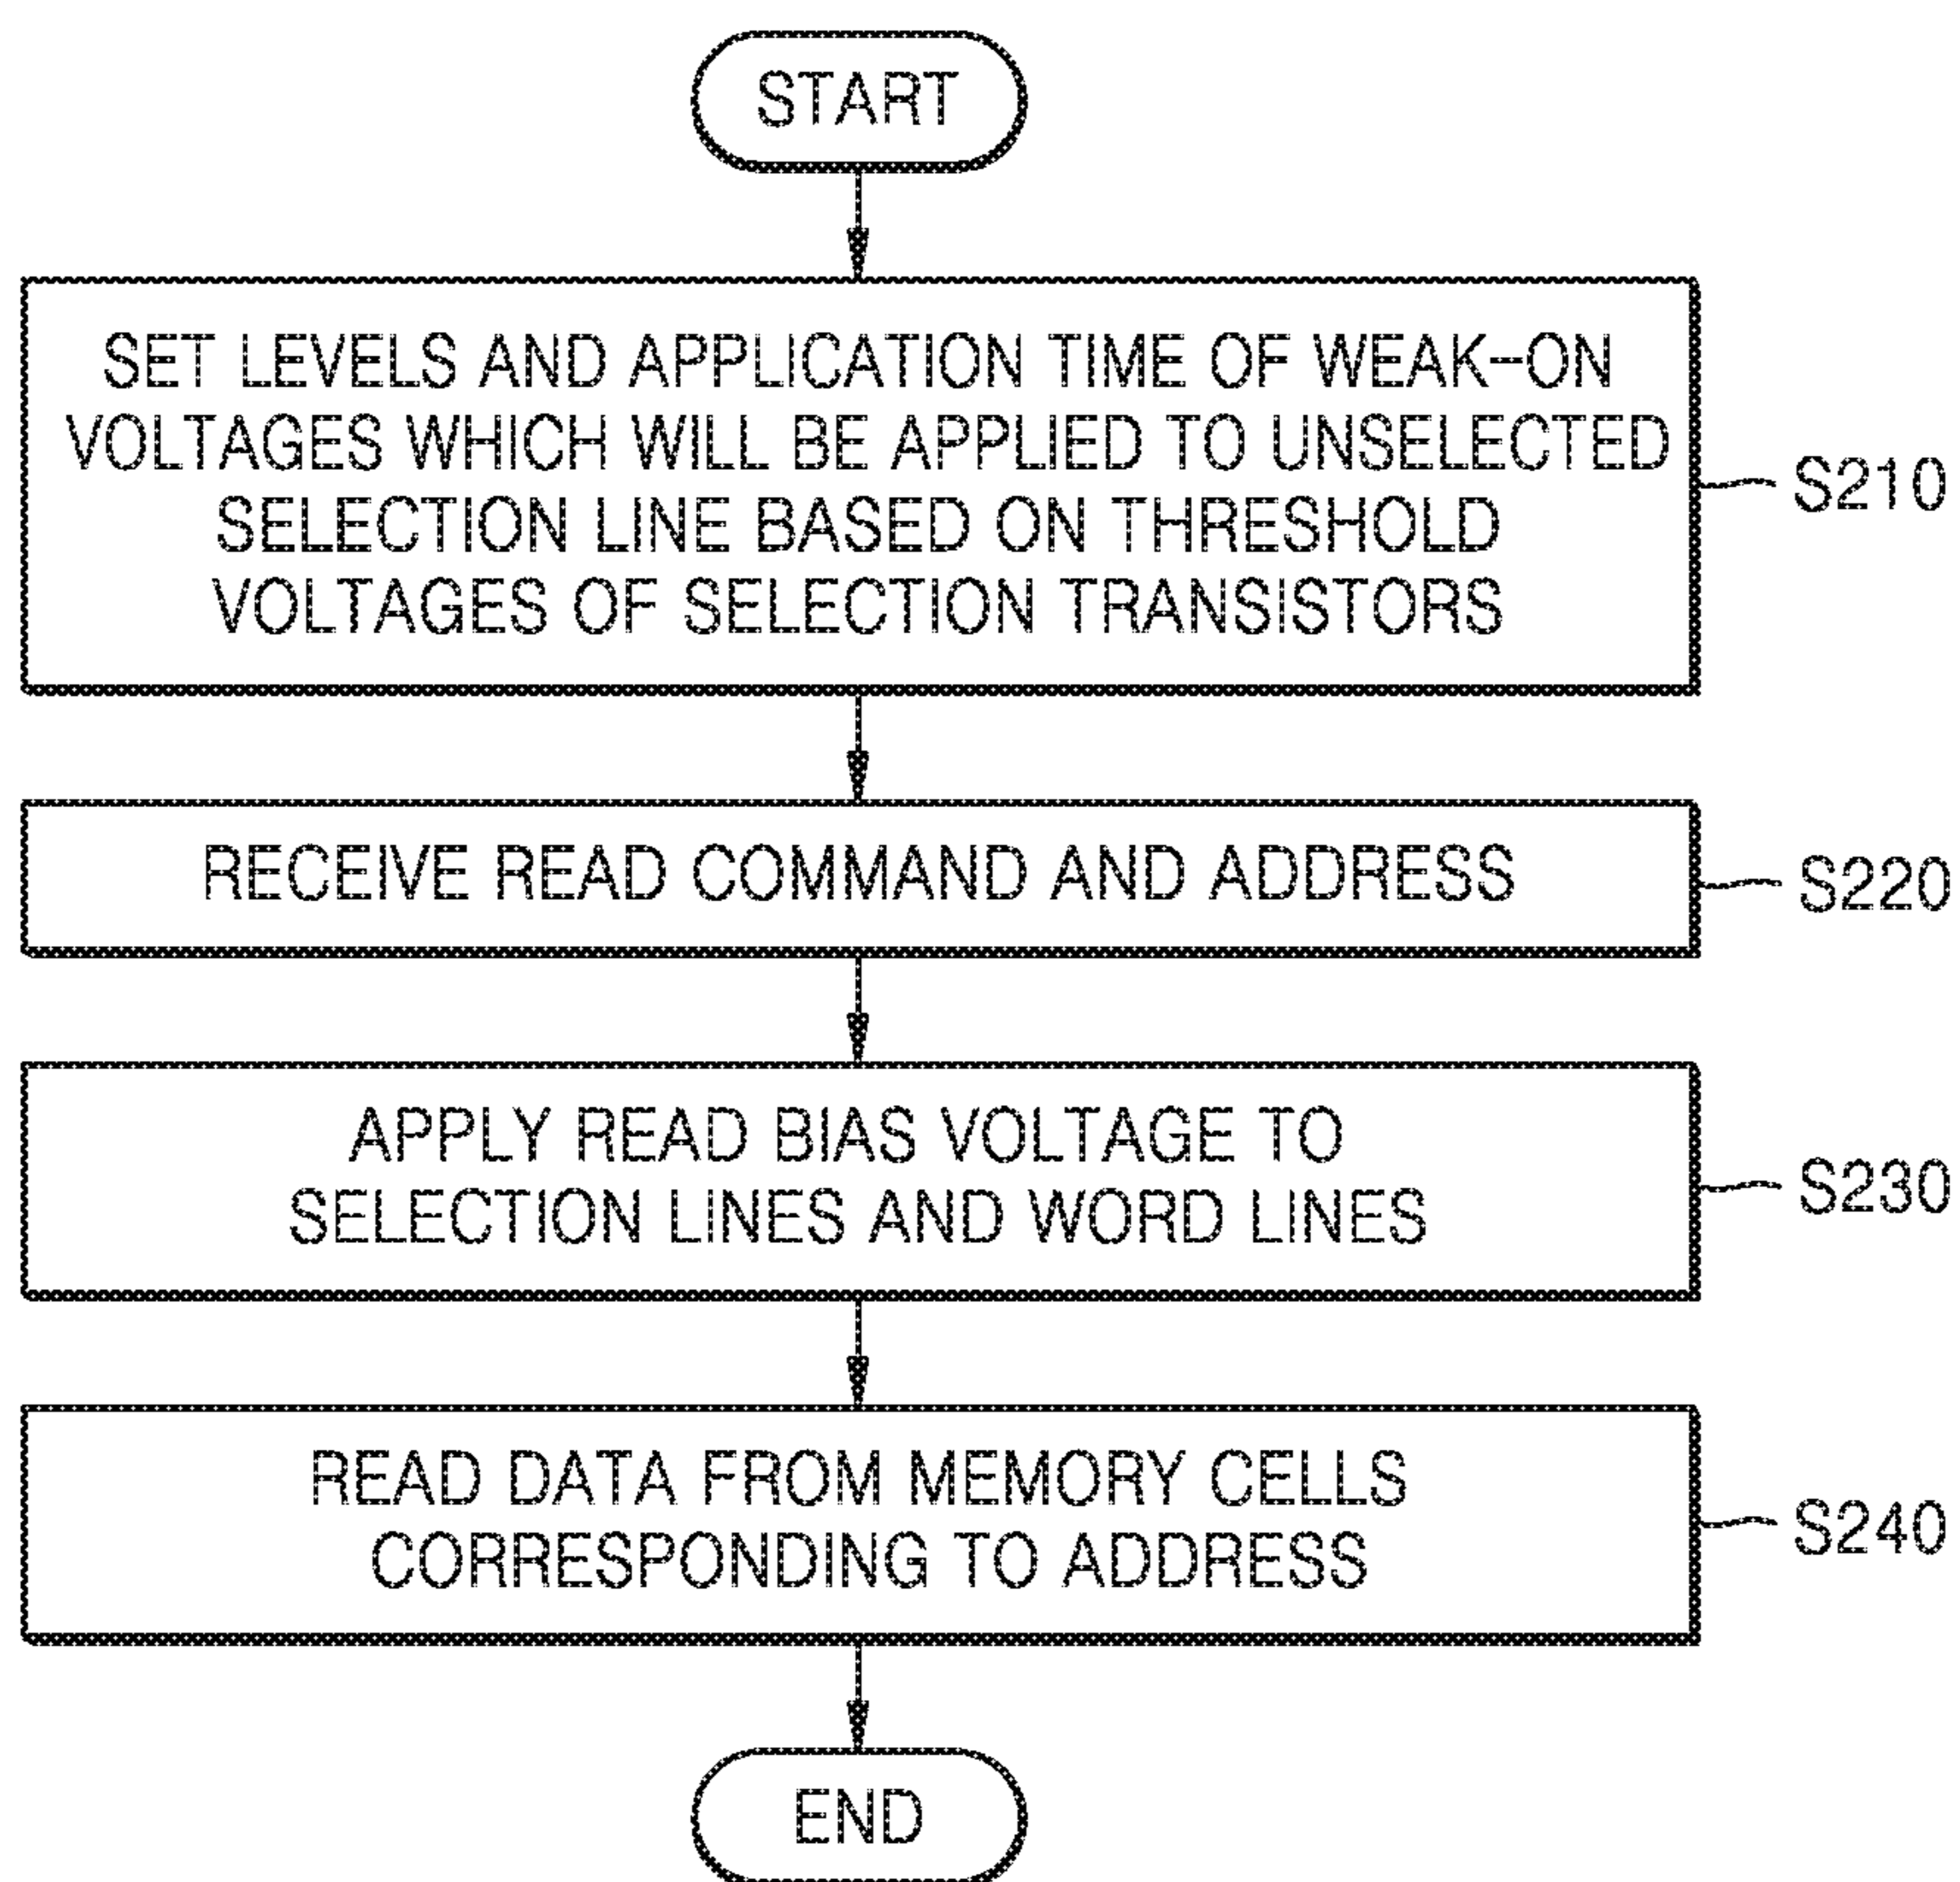 START
SET LEVELS AND APPLICATION TIME OF WEAK-ON
VOLTAGES WHICH WILL BE APPLIED TO UNSELECTED
SELECTION LINE BASED ON THRESHOLD
VOLTAGES OF SELECTION TRANSISTORS
S210
RECEIVE READ COMMAND AND ADDRESS
S220
APPLY READ BIAS VOLTAGE TO
SELECTION LINES AND WORD LINES
S230
READ DATA FROM MEMORY CELLS
CORRESPONDING TO ADDRESS
S240
END